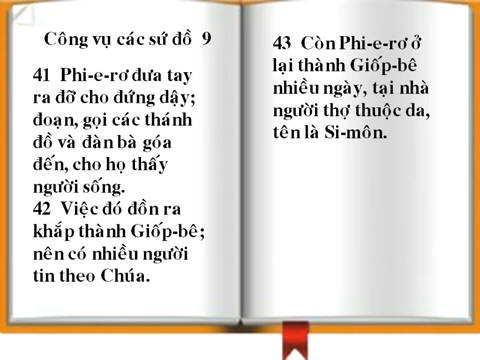 Công vụ các sứ đồ 9
41 Phi-e-rơ đưa tay
ra đỡ cho đứng dậy;
đoạn, gọi các thánh
đồ và đàn bà góa
đến, cho họ thấy
người sống.
42 Việc đó đồn ra
khắp thành Giốp-bê;
nên có nhiều người
tin theo Chúa.
43 Còn Phi-e-rơ ở
lại thành Giốp-bê
nhiều ngày, tại nhà
người thợ thuộc da,
tên là Si-môn.